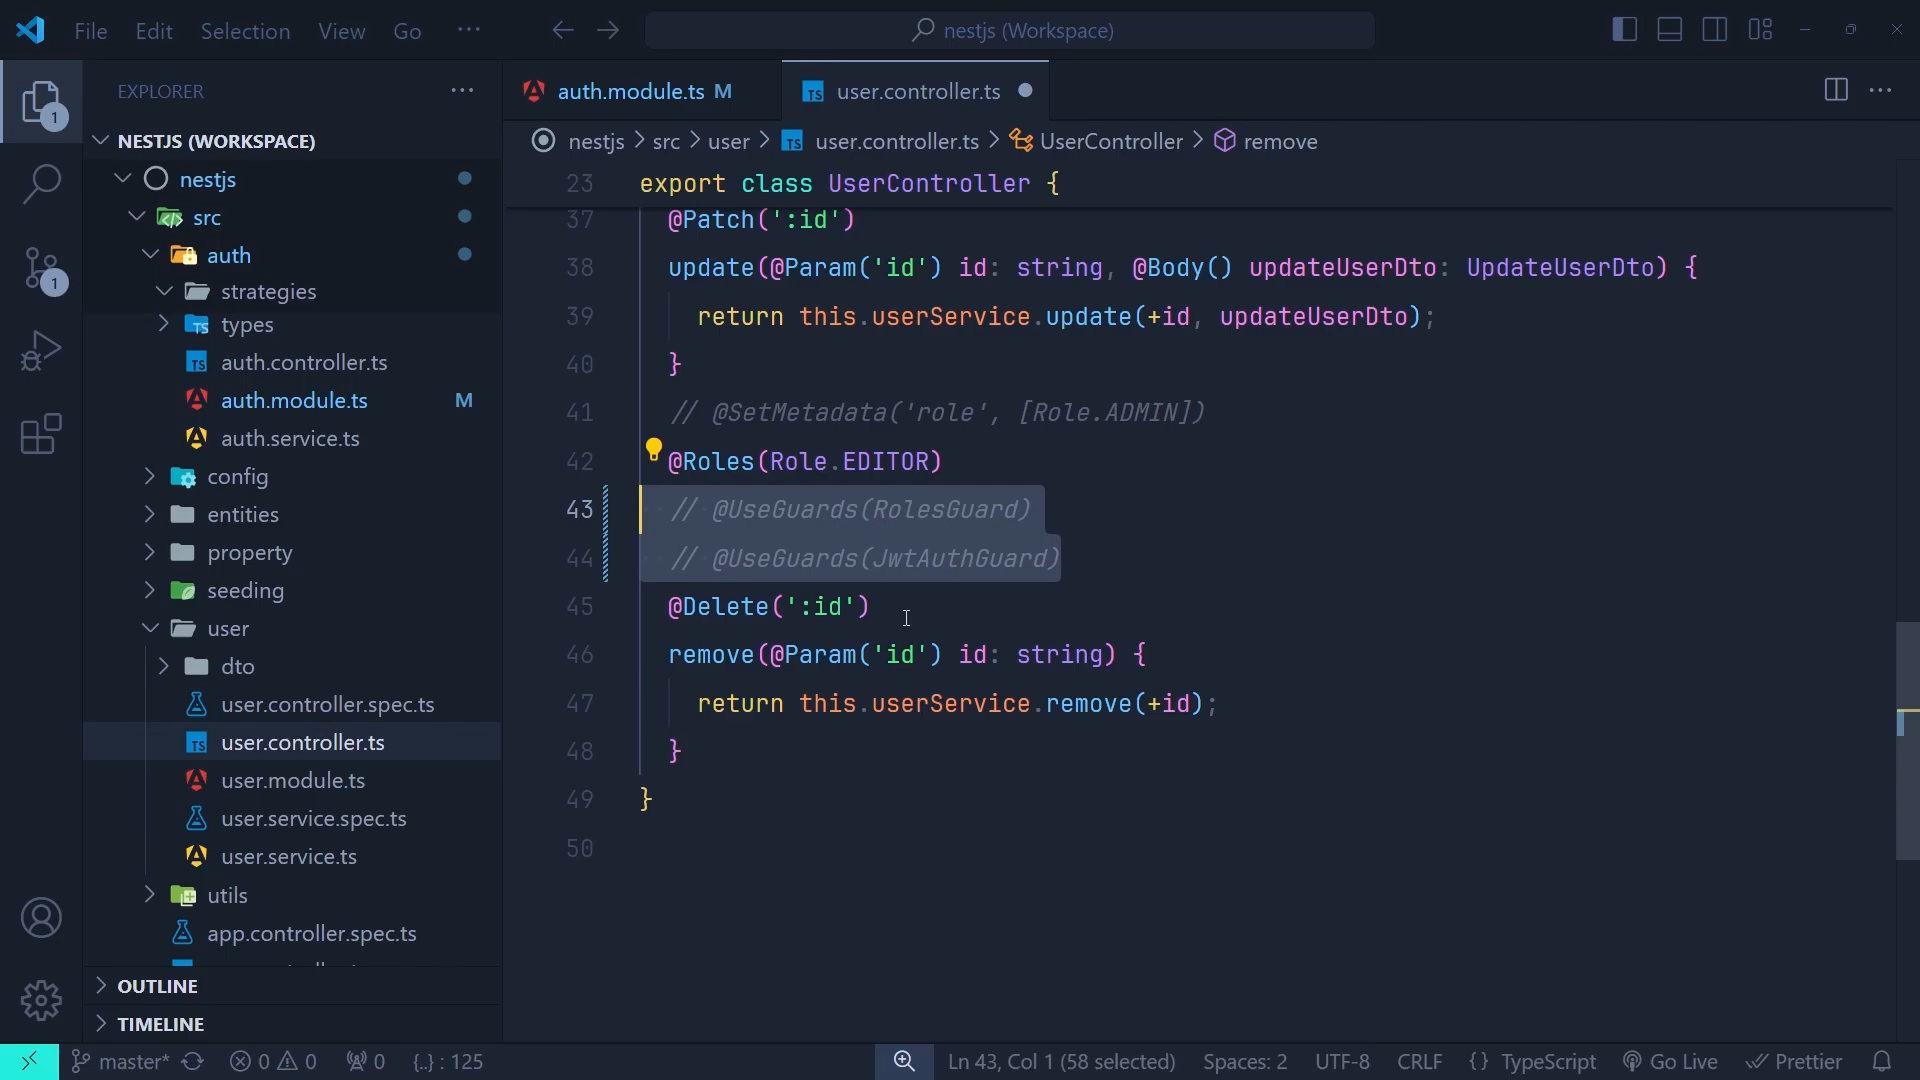 File Edit Selection View Go ···
nestjs (Workspace)
1
1
EXPLORER
NESTJS (WORKSPACE)
nestjs
src
auth
strategies
types
auth.controller.ts
auth.module.ts M
auth.service.ts
config
entities
property
seeding
user
dto
user.controller.spec.ts
user.controller.ts
user.module.ts
user.service.spec.ts
user.service.ts
utils
app.controller.spec.ts
OUTLINE
TIMELINE
auth.module.ts M
TS user.controller.ts
nestjs > src > user > TS user.controller.ts > UserController > remove
23 export class UserController {
37 @Patch(':id')
38 update(@Param('id') id: string, @Body() updateUserDto: UpdateUserDto) {
39 return this.userService.update(+id, updateUserDto);
40 }
41 // @SetMetadata('role', [Role.ADMIN])
42 @Roles(Role.EDITOR)
43 // @UseGuards(RolesGuard)
44 // @UseGuards(JwtAuthGuard)
45 @Delete(':id')
46 remove(@Param('id') id: string) {
47 return this.userService.remove(+id);
48 }
49 }
50
master* 0 0 0 {..} : 125
Ln 43, Col 1 (58 selected) Spaces: 2 UTF-8 CRLF {} TypeScript Go Live Prettier